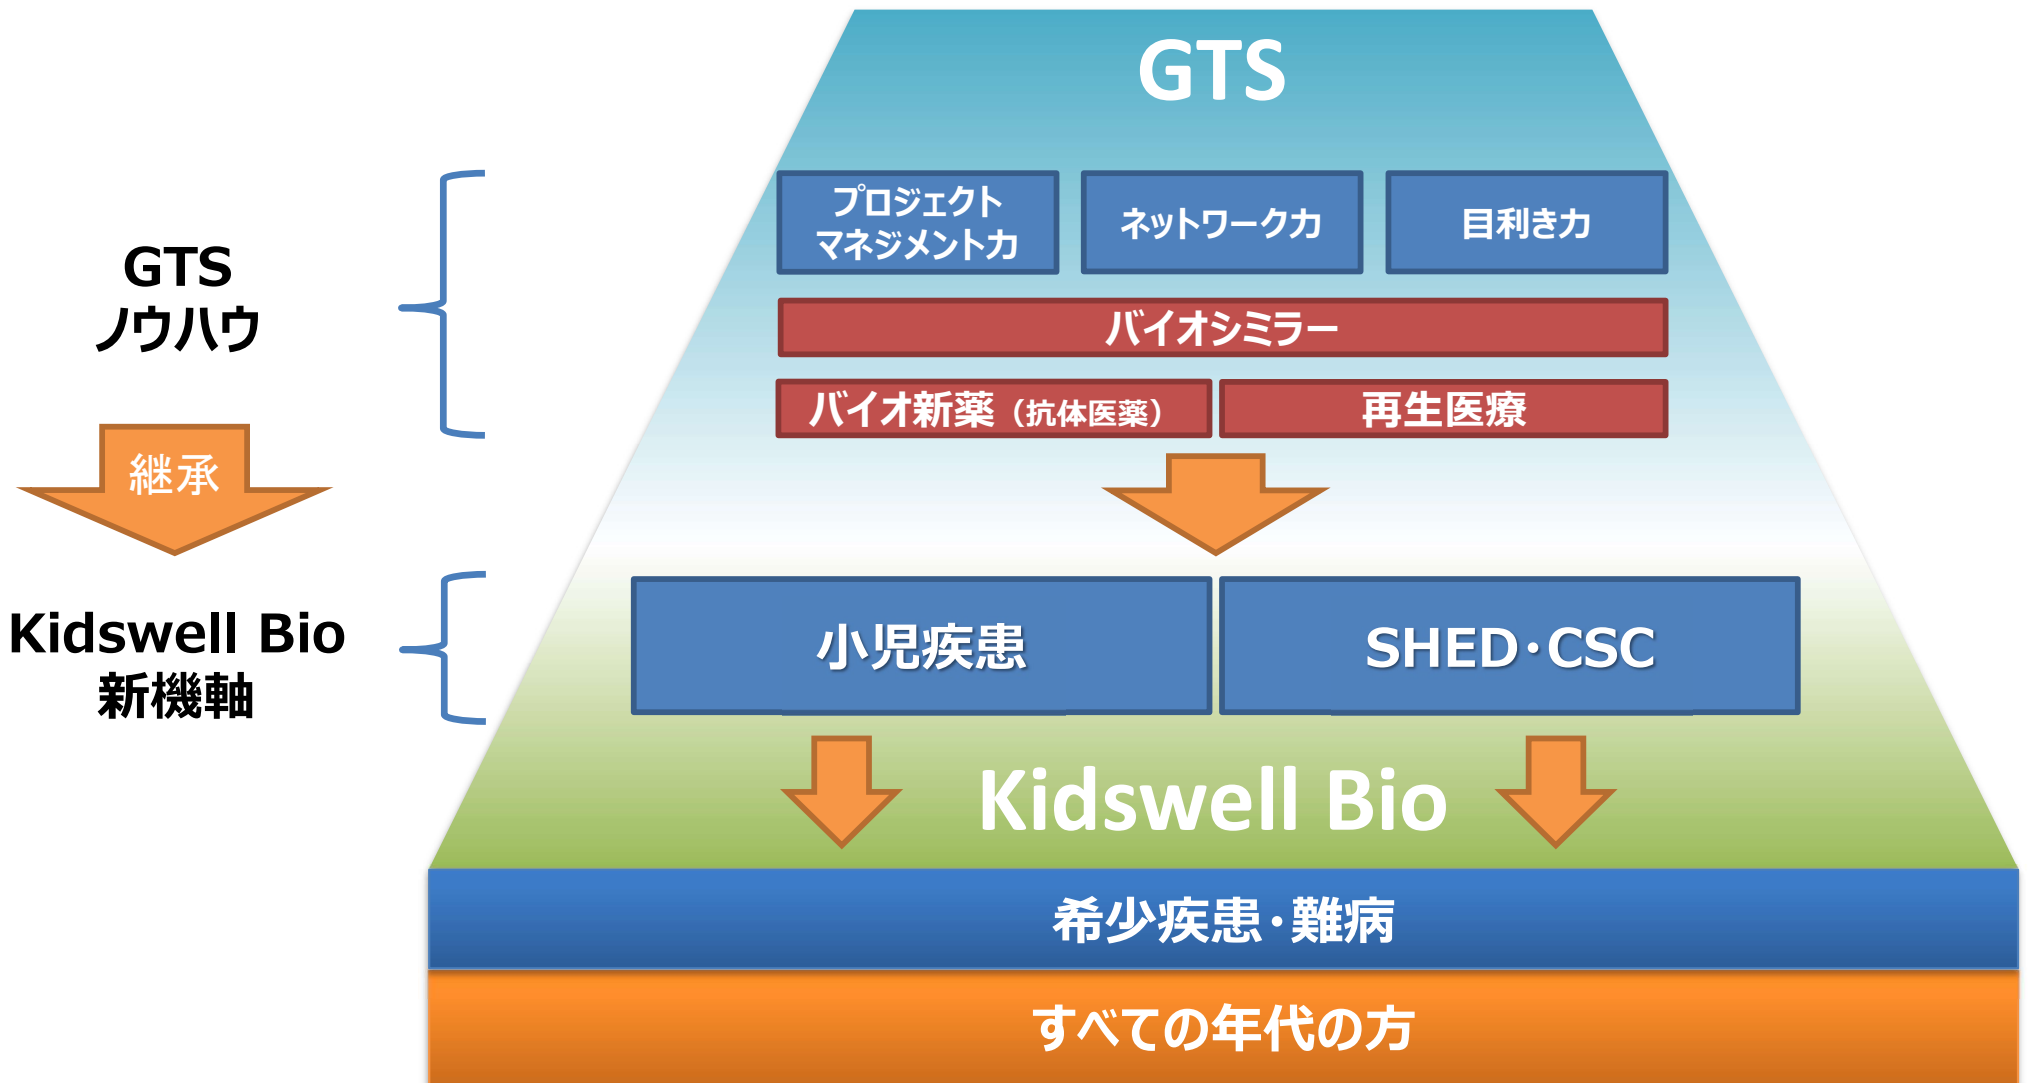 GTS
プロジェクト
マネジメント力
ネットワーク力
目利き力
GTS
ノウハウ
バイオシミラー
バイオ新薬（抗体医薬）
再生医療
継承
Kidswell Bio
新機軸
小児疾患
SHED・CSC
Kidswell Bio
希少疾患・難病
すべての年代の方